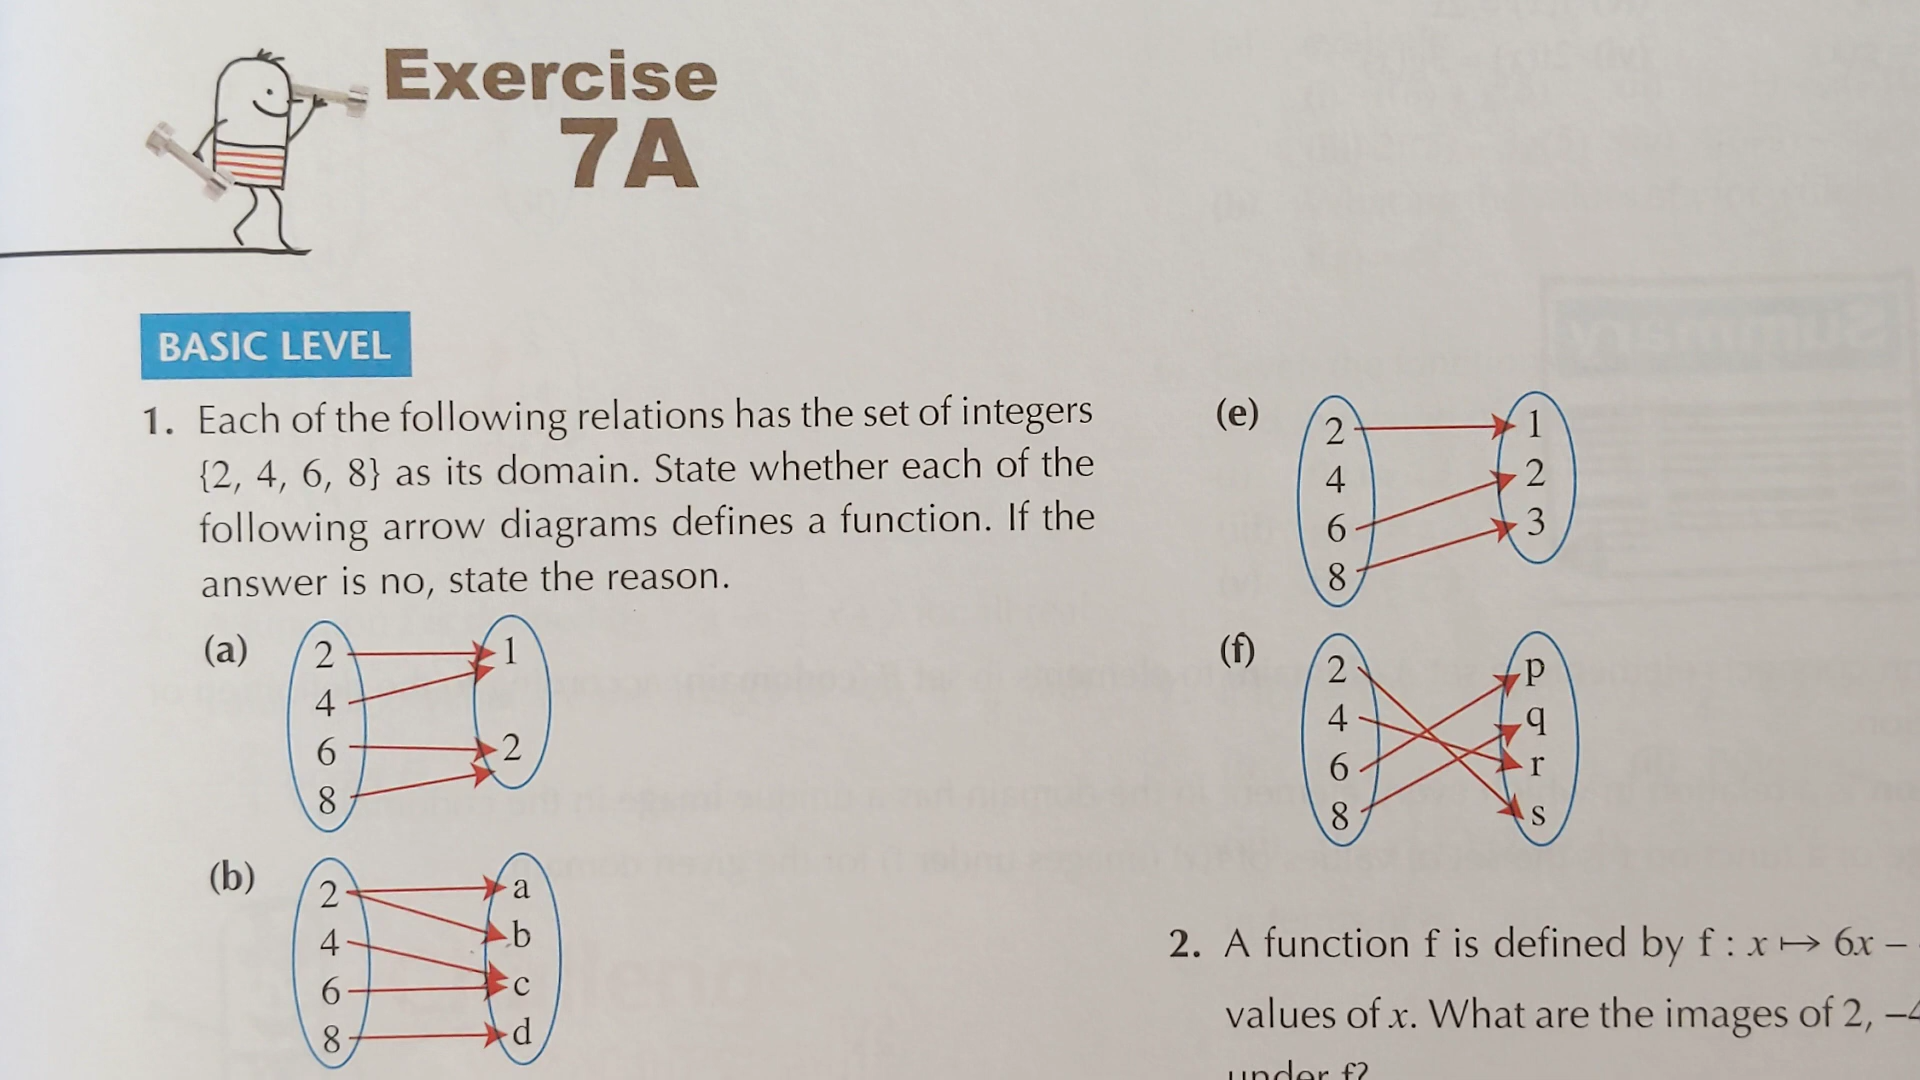 Exercise
7A
BASIC LEVEL
1. Each of the following relations has the set of integers
{2, 4, 6, 8} as its domain. State whether each of the
following arrow diagrams defines a function. If the
answer is no, state the reason.
(a)
2 1
4
6 2
8
(b)
2 a
4 b
6 c
8 d
(e)
2 1
4 2
6 3
8
(f)
2 p
4 q
6 r
8 s
2. A function f is defined by f : x ↦ 6x –
values of x. What are the images of 2, –4
under f?